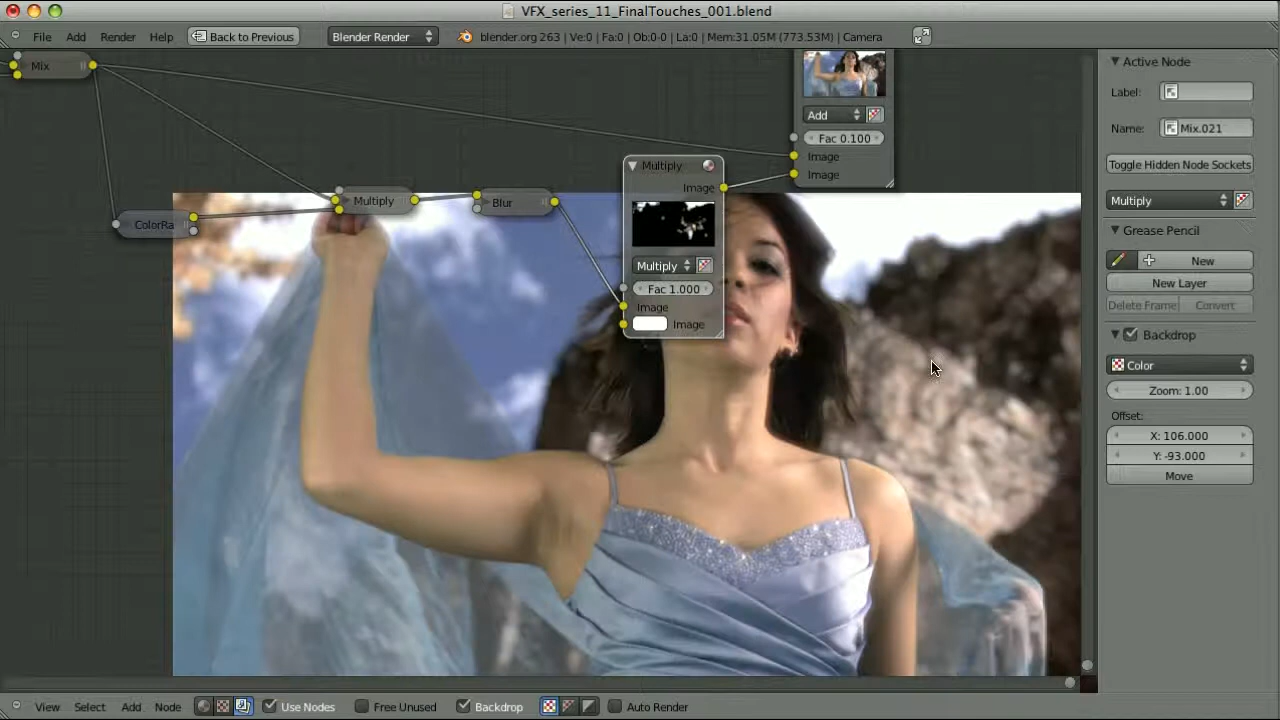 VFX_series_11_FinalTouches_001.blend
File Add Render Help Back to Previous Blender Render blender.org 263 | Ve:0 | Fa:0 | Ob:0-0 | La:0 | Mem:31.05M (773.53M) | Camera
Mix
Add
Fac 0.100
Image
Image
ColorRa
Multiply
Blur
Multiply
Image
Multiply
Fac 1.000
Image
Image
Active Node
Label:
Name: Mix.021
Toggle Hidden Node Sockets
Multiply
Grease Pencil
New
New Layer
Delete Frame Convert
Backdrop
Color
Zoom: 1.00
Offset:
X: 106.000
Y: -93.000
Move
View Select Add Node Use Nodes Free Unused Backdrop Auto Render